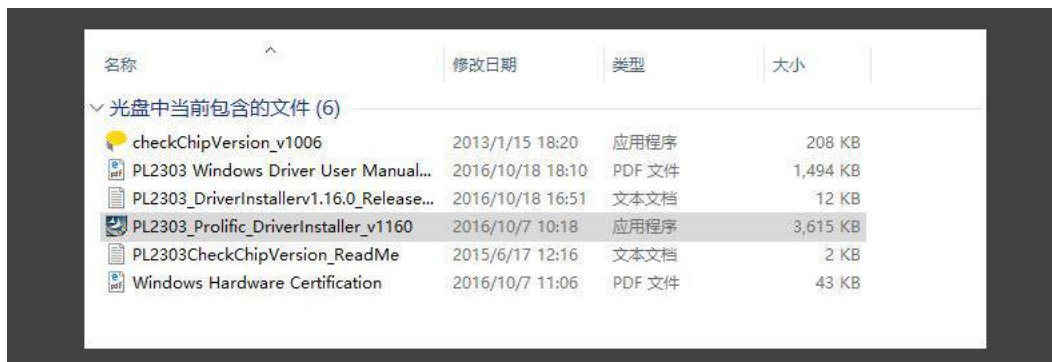 名称 修改日期 类型 大小
光盘中当前包含的文件 (6)
checkChipVersion_v1006 2013/1/15 18:20 应用程序 208 KB
PL2303 Windows Driver User Manual... 2016/10/18 18:10 PDF 文件 1,494 KB
PL2303_DriverInstallerv1.16.0_Release... 2016/10/18 16:51 文本文档 12 KB
PL2303_Prolific_DriverInstaller_v1160 2016/10/7 10:18 应用程序 3,615 KB
PL2303CheckChipVersion_ReadMe 2015/6/17 12:16 文本文档 2 KB
Windows Hardware Certification 2016/10/7 11:06 PDF 文件 43 KB